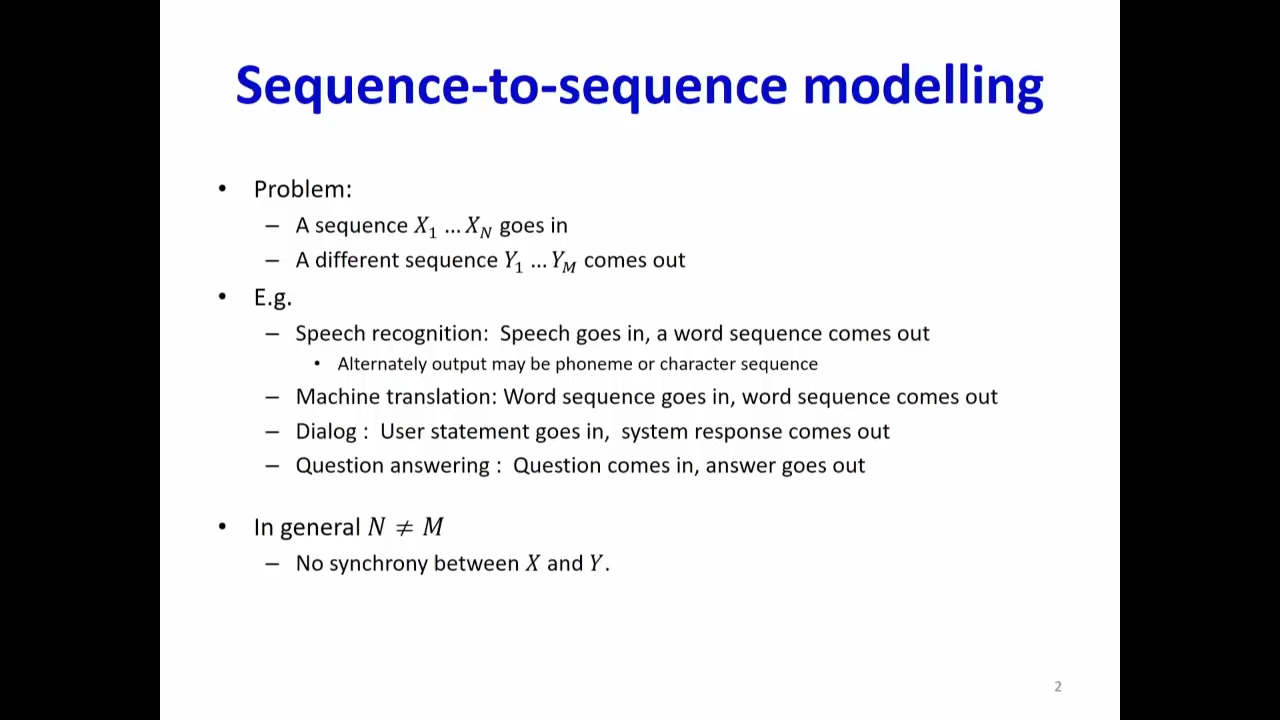 Sequence-to-sequence modelling
• Problem:
– A sequence X₁ … X_N goes in
– A different sequence Y₁ … Y_M comes out
• E.g.
– Speech recognition: Speech goes in, a word sequence comes out
• Alternately output may be phoneme or character sequence
– Machine translation: Word sequence goes in, word sequence comes out
– Dialog : User statement goes in, system response comes out
– Question answering : Question comes in, answer goes out
• In general N ≠ M
– No synchrony between X and Y.
2